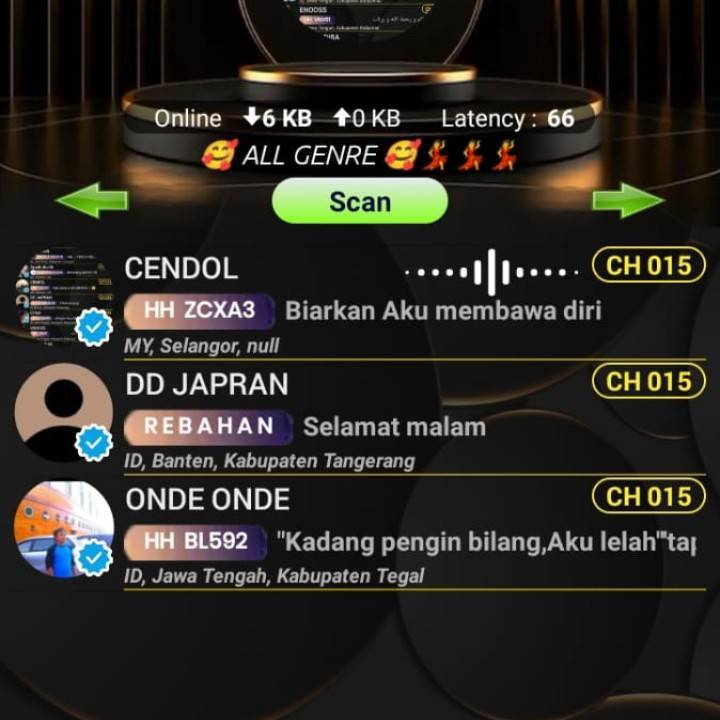 ENOOSS
Online 6 KB 0 KB Latency : 66
ALL GENRE
Scan
CENDOL CH 015
HH ZCXA3 Biarkan Aku membawa diri
MY, Selangor, null
DD JAPRAN CH 015
REBAHAN Selamat malam
ID, Banten, Kabupaten Tangerang
ONDE ONDE CH 015
HH BL592 "Kadang pengin bilang,Aku lelah"
ID, Jawa Tengah, Kabupaten Tegal